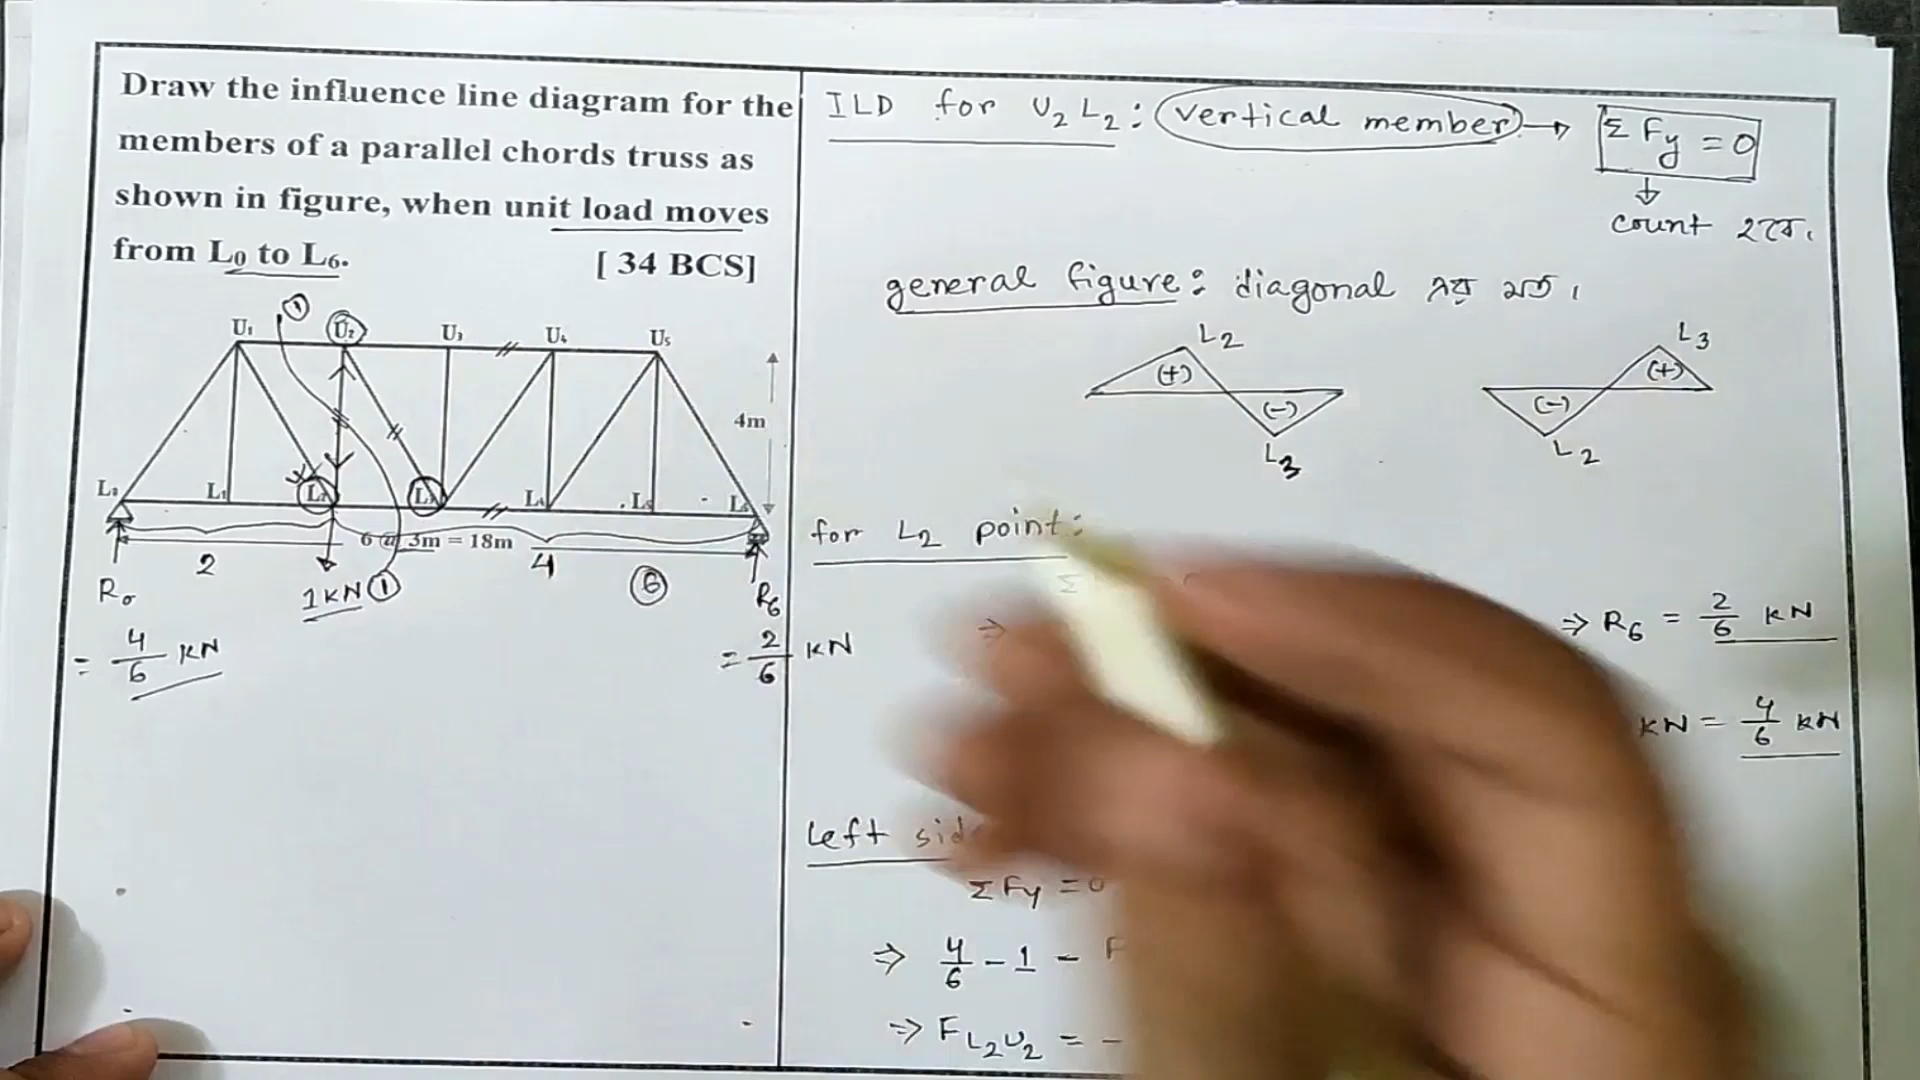 Draw the influence line diagram for the
members of a parallel chords truss as
shown in figure, when unit load moves
from L0 to L6. [ 34 BCS]
①
U1 U2 U3 U4 U5
4m
L0 L1 L2 L3 L4 L5 L6
6 @ 3m = 18m
2 4 ⑥
R0 1KN ① R6
= 4/6 KN = 2/6 KN
ILD for U2L2: vertical member → ΣFy = 0
count হবে।
general figure: diagonal এর মত।
L2 L3
(+) (-) (-) (+)
L3 L2
for L2 point:
Σ
⇒ ⇒ R6 = 2/6 KN
KN = 4/6 KN
Left
ΣFy = 0
⇒ 4/6 - 1 - F
⇒ FL2U2 = -